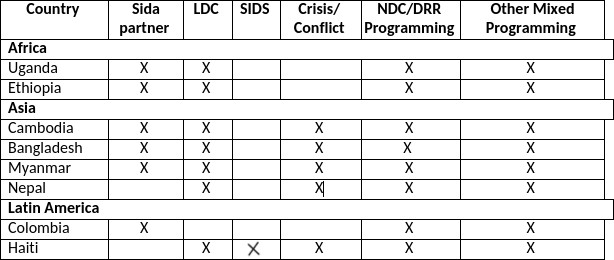 Country Sida partner LDC SIDS Crisis/ Conflict NDC/DRR Programming Other Mixed Programming
Africa
Uganda X X X X
Ethiopia X X X X
Asia
Cambodia X X X X X
Bangladesh X X X X X
Myanmar X X X X X
Nepal X X X X
Latin America
Colombia X X X
Haiti X X X X X